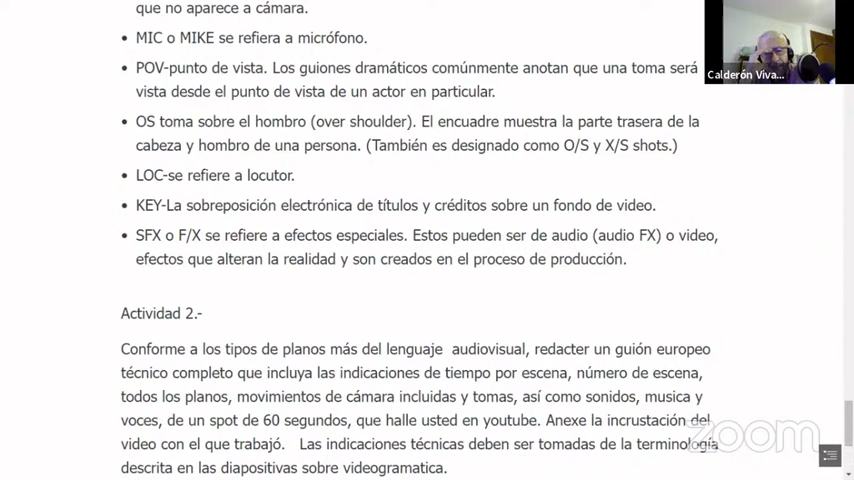 que no aparece a cámara.
• MIC o MIKE se refiera a micrófono.
• POV-punto de vista. Los guiones dramáticos comúnmente anotan que una toma será
vista desde el punto de vista de un actor en particular.
• OS toma sobre el hombro (over shoulder). El encuadre muestra la parte trasera de la
cabeza y hombro de una persona. (También es designado como O/S y X/S shots.)
• LOC-se refiere a locutor.
• KEY-La sobreposición electrónica de títulos y créditos sobre un fondo de video.
• SFX o F/X se refiere a efectos especiales. Estos pueden ser de audio (audio FX) o video,
efectos que alteran la realidad y son creados en el proceso de producción.
Actividad 2.-
Conforme a los tipos de planos más del lenguaje audiovisual, redacter un guión europeo
técnico completo que incluya las indicaciones de tiempo por escena, número de escena,
todos los planos, movimientos de cámara incluidas y tomas, así como sonidos, musica y
voces, de un spot de 60 segundos, que halle usted en youtube. Anexe la incrustación del
video con el que trabajó. Las indicaciones técnicas deben ser tomadas de la terminología
descrita en las diapositivas sobre videogramatica.
Calderón Viva...
zoom